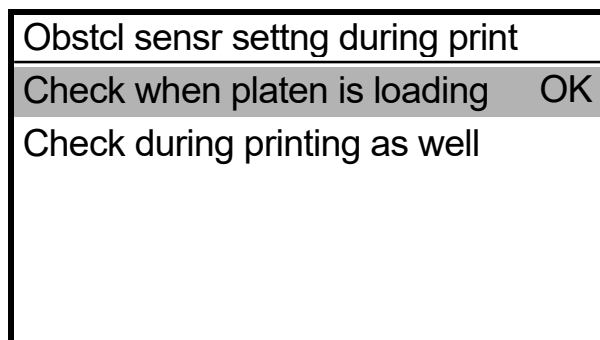 Obstcl sensr settng during print
Check when platen is loading OK
Check during printing as well